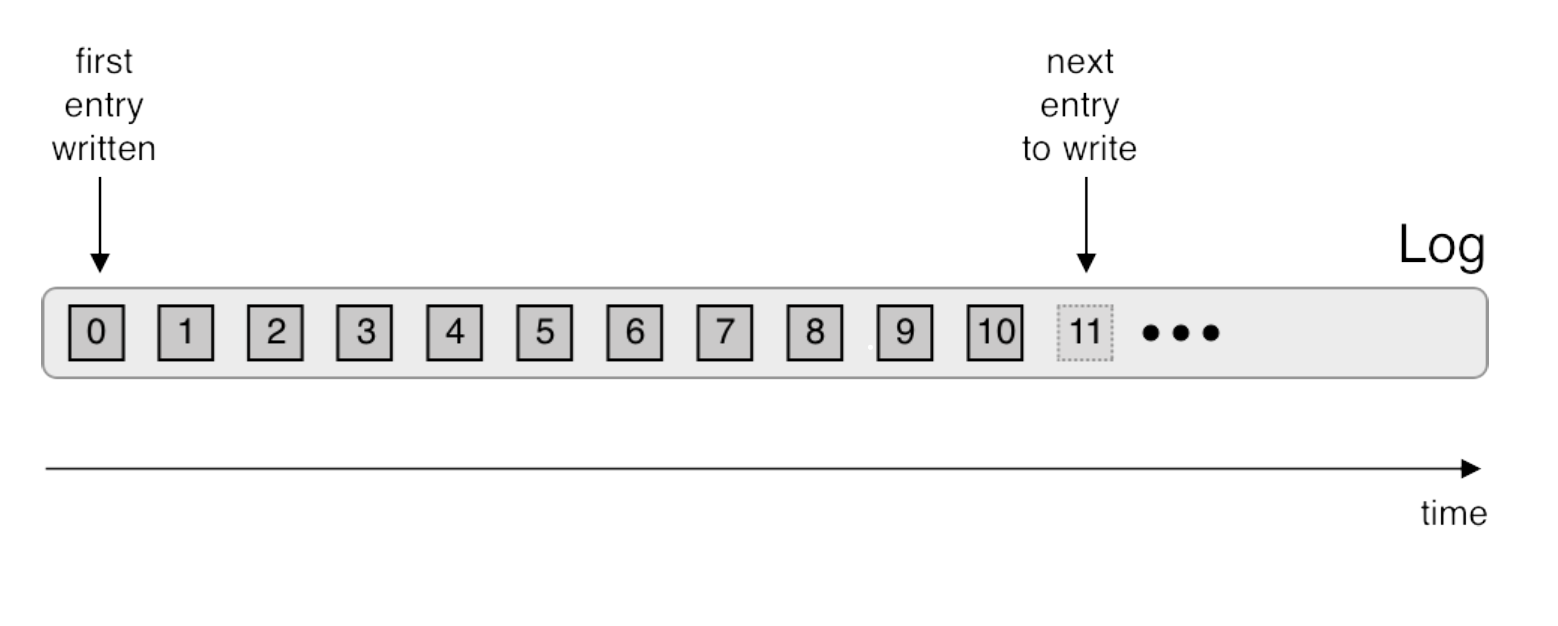 first
entry
written
next
entry
to write
Log
0 1 2 3 4 5 6 7 8 9 10 11 •••
time